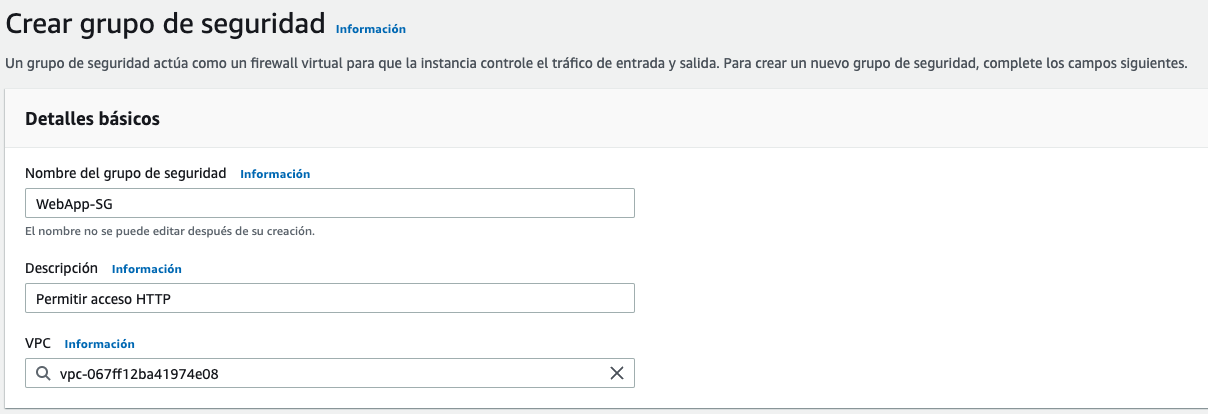 Crear grupo de seguridad Información
Un grupo de seguridad actúa como un firewall virtual para que la instancia controle el tráfico de entrada y salida. Para crear un nuevo grupo de seguridad, complete los campos siguientes.
Detalles básicos
Nombre del grupo de seguridad Información
WebApp-SG
El nombre no se puede editar después de su creación.
Descripción Información
Permitir acceso HTTP
VPC Información
vpc-067ff12ba41974e08